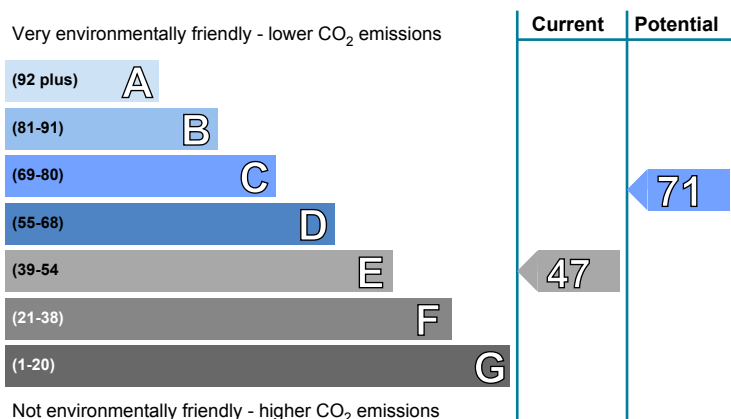 Very environmentally friendly - lower CO2 emissions
Current
Potential
(92 plus) A
(81-91) B
(69-80) C
71
(55-68) D
(39-54 E
47
(21-38) F
(1-20) G
Not environmentally friendly - higher CO2 emissions